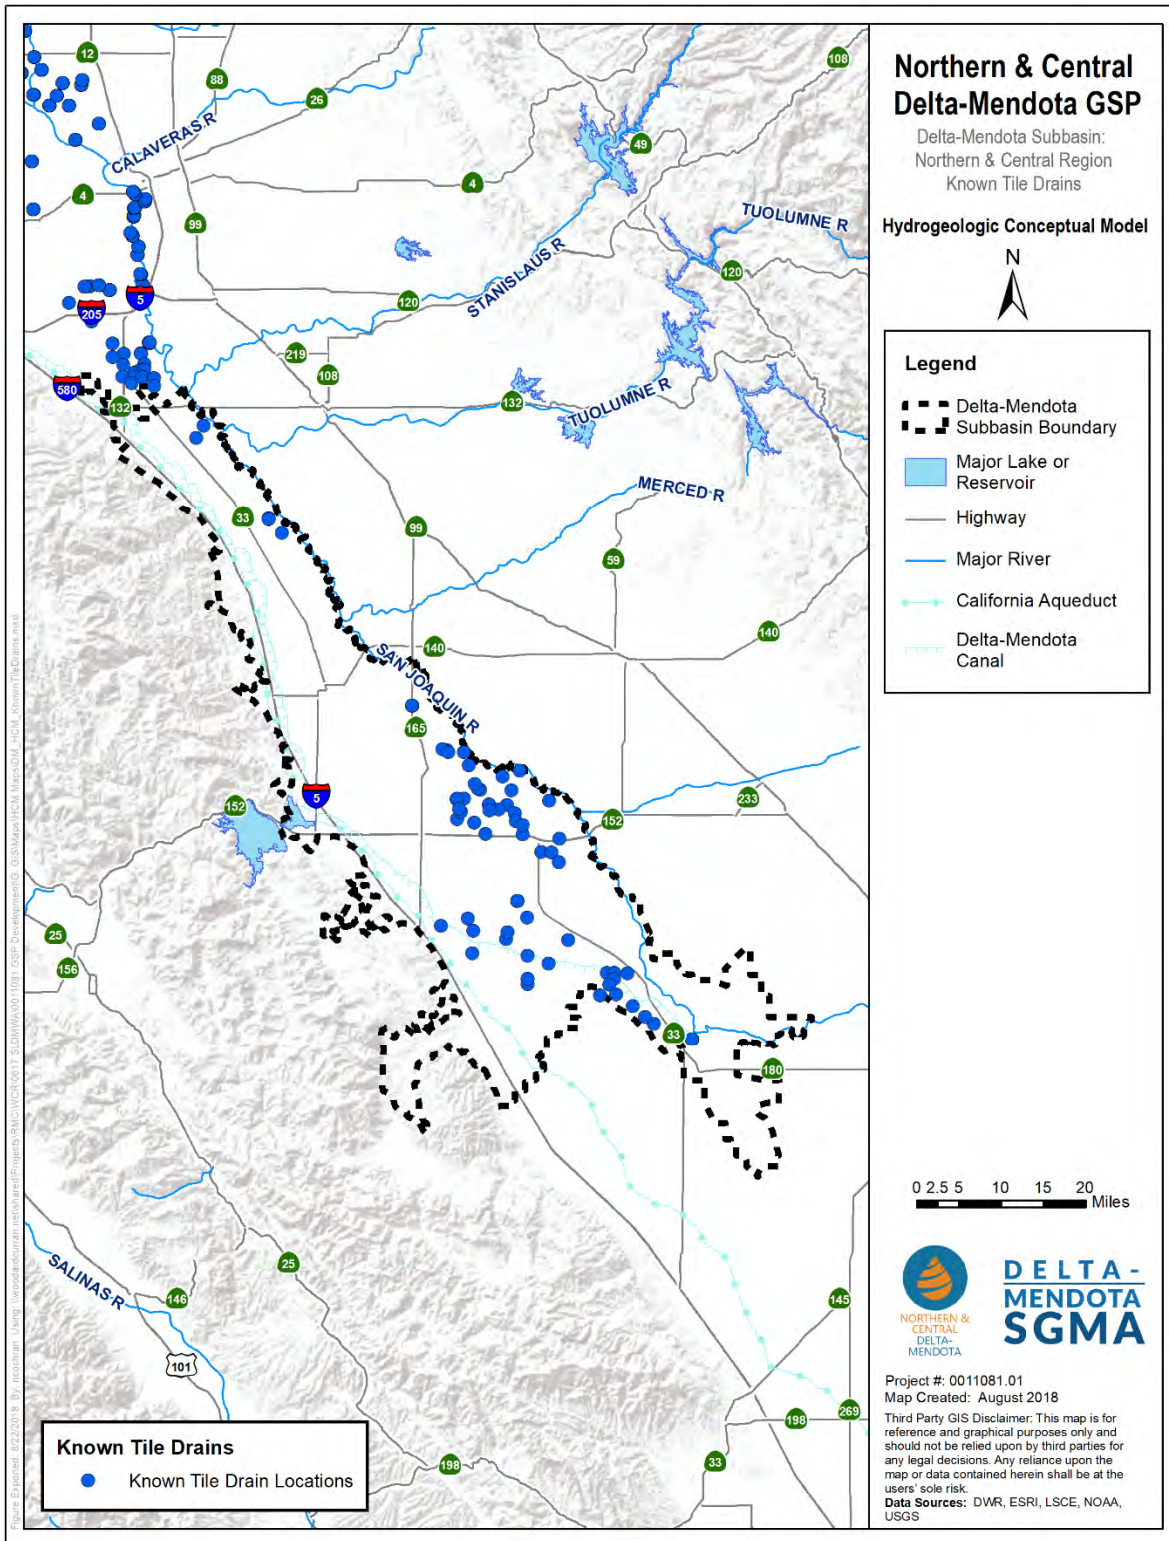 Northern & Central
Delta-Mendota GSP
Delta-Mendota Subbasin:
Northern & Central Region
Known Tile Drains
Hydrogeologic Conceptual Model
N
Legend
Delta-Mendota
Subbasin Boundary
Major Lake or
Reservoir
Highway
Major River
California Aqueduct
Delta-Mendota
Canal
12
88
26
108
CALAVERAS R
49
4
4
99
TUOLUMNE R
STANISLAUS R
120
5
120
205
219
108
580
132
132
TUOLUMNE R
MERCED R
33
99
59
140
140
SAN JOAQUIN R
165
5
152
233
152
25
156
33
180
SALINAS R
25
146
145
101
269
198
198
33
0 2.5 5 10 15 20
Miles
NORTHERN &
CENTRAL
DELTA-
MENDOTA
DELTA-
MENDOTA
SGMA
Project #: 0011081.01
Map Created: August 2018
Third Party GIS Disclaimer: This map is for
reference and graphical purposes only and
should not be relied upon by third parties for
any legal decisions. Any reliance upon the
map or data contained herein shall be at the
users' sole risk.
Data Sources: DWR, ESRI, LSCE, NOAA,
USGS
Known Tile Drains
Known Tile Drain Locations